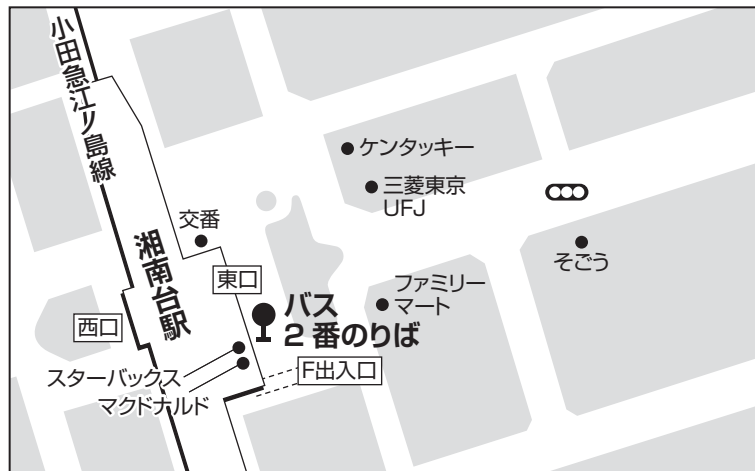 小田急江ノ島線
ケンタッキー
三菱東京
UFJ
交番
湘南台駅
東口
そごう
ファミリー
マート
バス
2 番のりば
西口
スターバックス
マクドナルド
F出入口